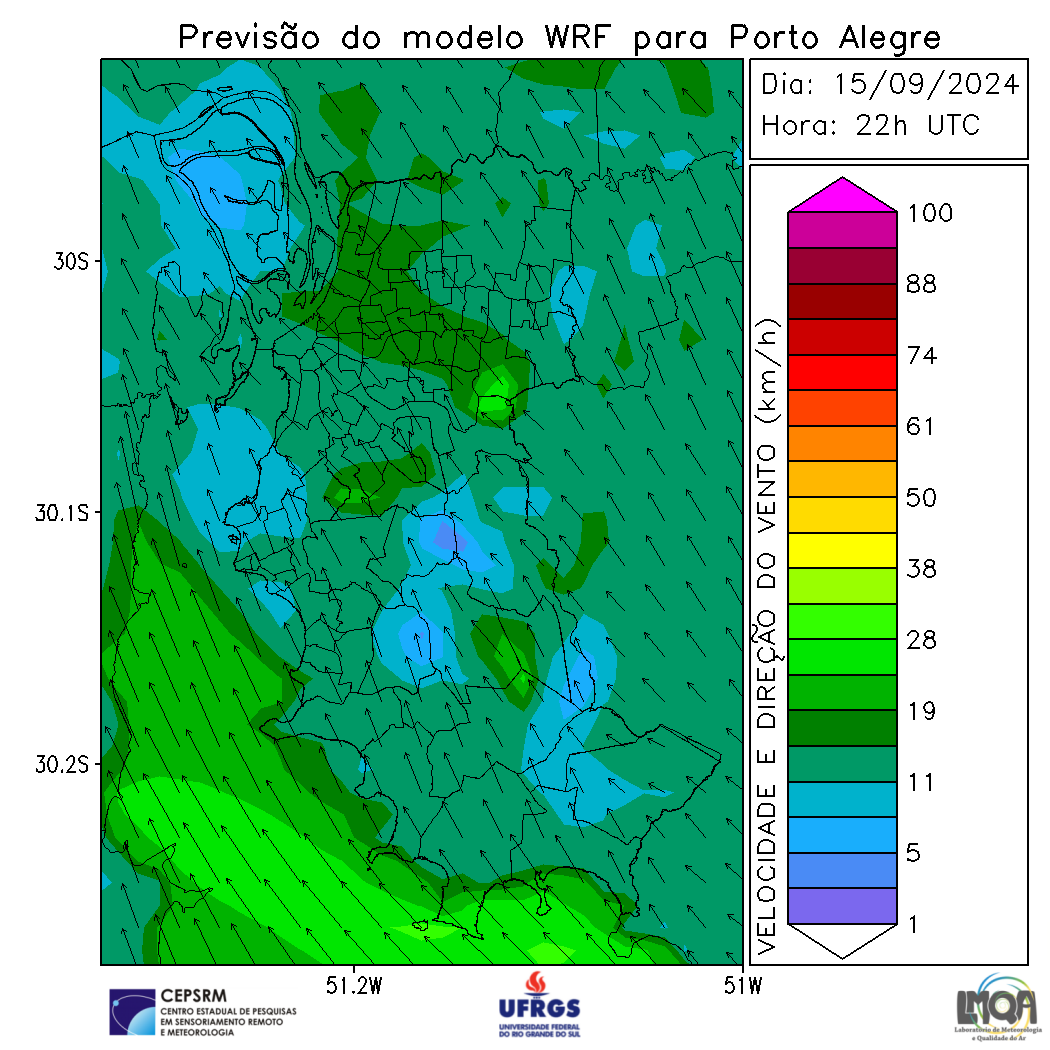 Previsão do modelo WRF para Porto Alegre
Dia: 15/09/2024
Hora: 22h UTC
30S
30.1S
30.2S
51.2W
51W
VELOCIDADE E DIREÇÃO DO VENTO (km/h)
100
88
74
61
50
38
28
19
11
5
1
CEPSRM
CENTRO ESTADUAL DE PESQUISAS
EM SENSORIAMENTO REMOTO
E METEOROLOGIA
UFRGS
UNIVERSIDADE FEDERAL
DO RIO GRANDE DO SUL
LMQA
Laboratório de Meteorologia
e Qualidade do Ar